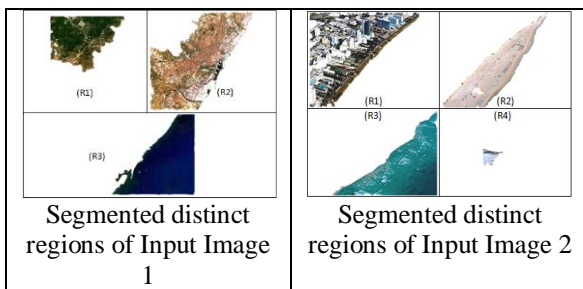 (R1)
(R2)
(R3)
Segmented distinct
regions of Input Image
1
(R1)
(R2)
(R3)
(R4)
Segmented distinct
regions of Input Image 2